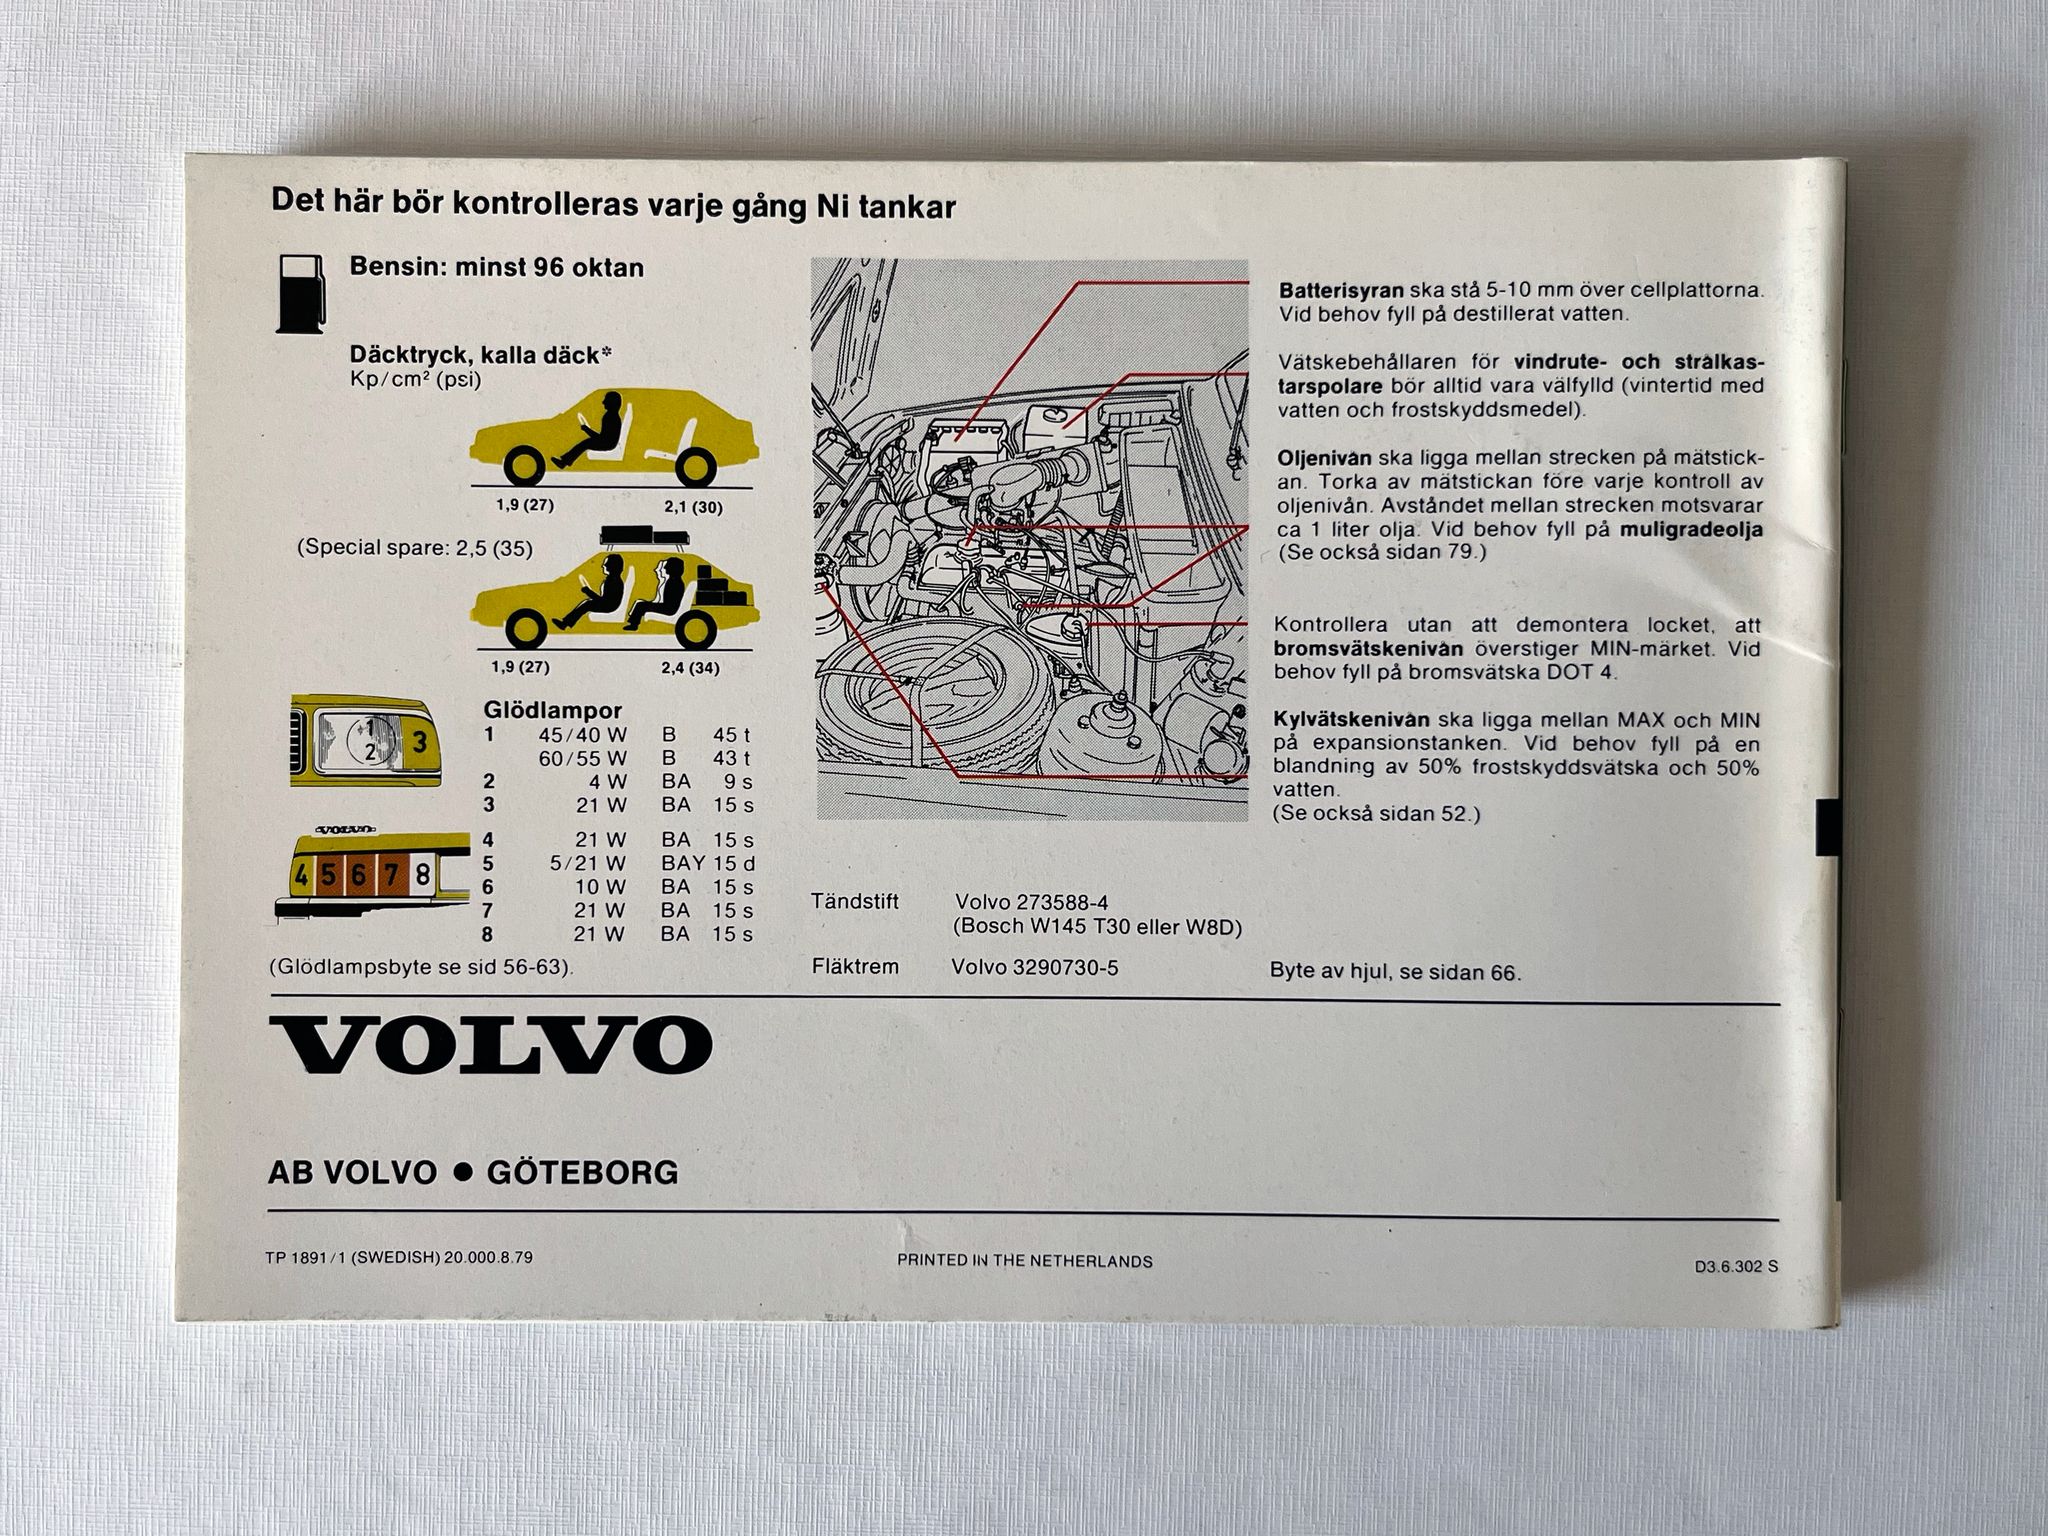 Det här bör kontrolleras varje gång Ni tankar
Bensin: minst 96 oktan
Däcktryck, kalla däck*
Kp/cm² (psi)
1,9 (27) 2,1 (30)
(Special spare: 2,5 (35)
1,9 (27) 2,4 (34)
1
2
3
Glödlampor
1 45/40 W B 45 t
60/55 W B 43 t
2 4 W BA 9 s
3 21 W BA 15 s
VOLVO
4 5 6 7 8
4 21 W BA 15 s
5 5/21 W BAY 15 d
6 10 W BA 15 s
7 21 W BA 15 s
8 21 W BA 15 s
(Glödlampsbyte se sid 56-63).
Tändstift Volvo 273588-4
(Bosch W145 T30 eller W8D)
Fläktrem Volvo 3290730-5
Batterisyran ska stå 5-10 mm över cellplattorna.
Vid behov fyll på destillerat vatten.
Vätskebehållaren för vindrute- och strålkas-
tarspolare bör alltid vara välfylld (vintertid med
vatten och frostskyddsmedel).
Oljenivån ska ligga mellan strecken på mätstick-
an. Torka av mätstickan före varje kontroll av
oljenivån. Avståndet mellan strecken motsvarar
ca 1 liter olja. Vid behov fyll på muligradeolja
(Se också sidan 79.)
Kontrollera utan att demontera locket, att
bromsvätskenivån överstiger MIN-märket. Vid
behov fyll på bromsvätska DOT 4.
Kylvätskenivån ska ligga mellan MAX och MIN
på expansionstanken. Vid behov fyll på en
blandning av 50% frostskyddsvätska och 50%
vatten.
(Se också sidan 52.)
Byte av hjul, se sidan 66.
VOLVO
AB VOLVO ● GÖTEBORG
TP 1891/1 (SWEDISH) 20.000.8.79
PRINTED IN THE NETHERLANDS
D3.6.302 S